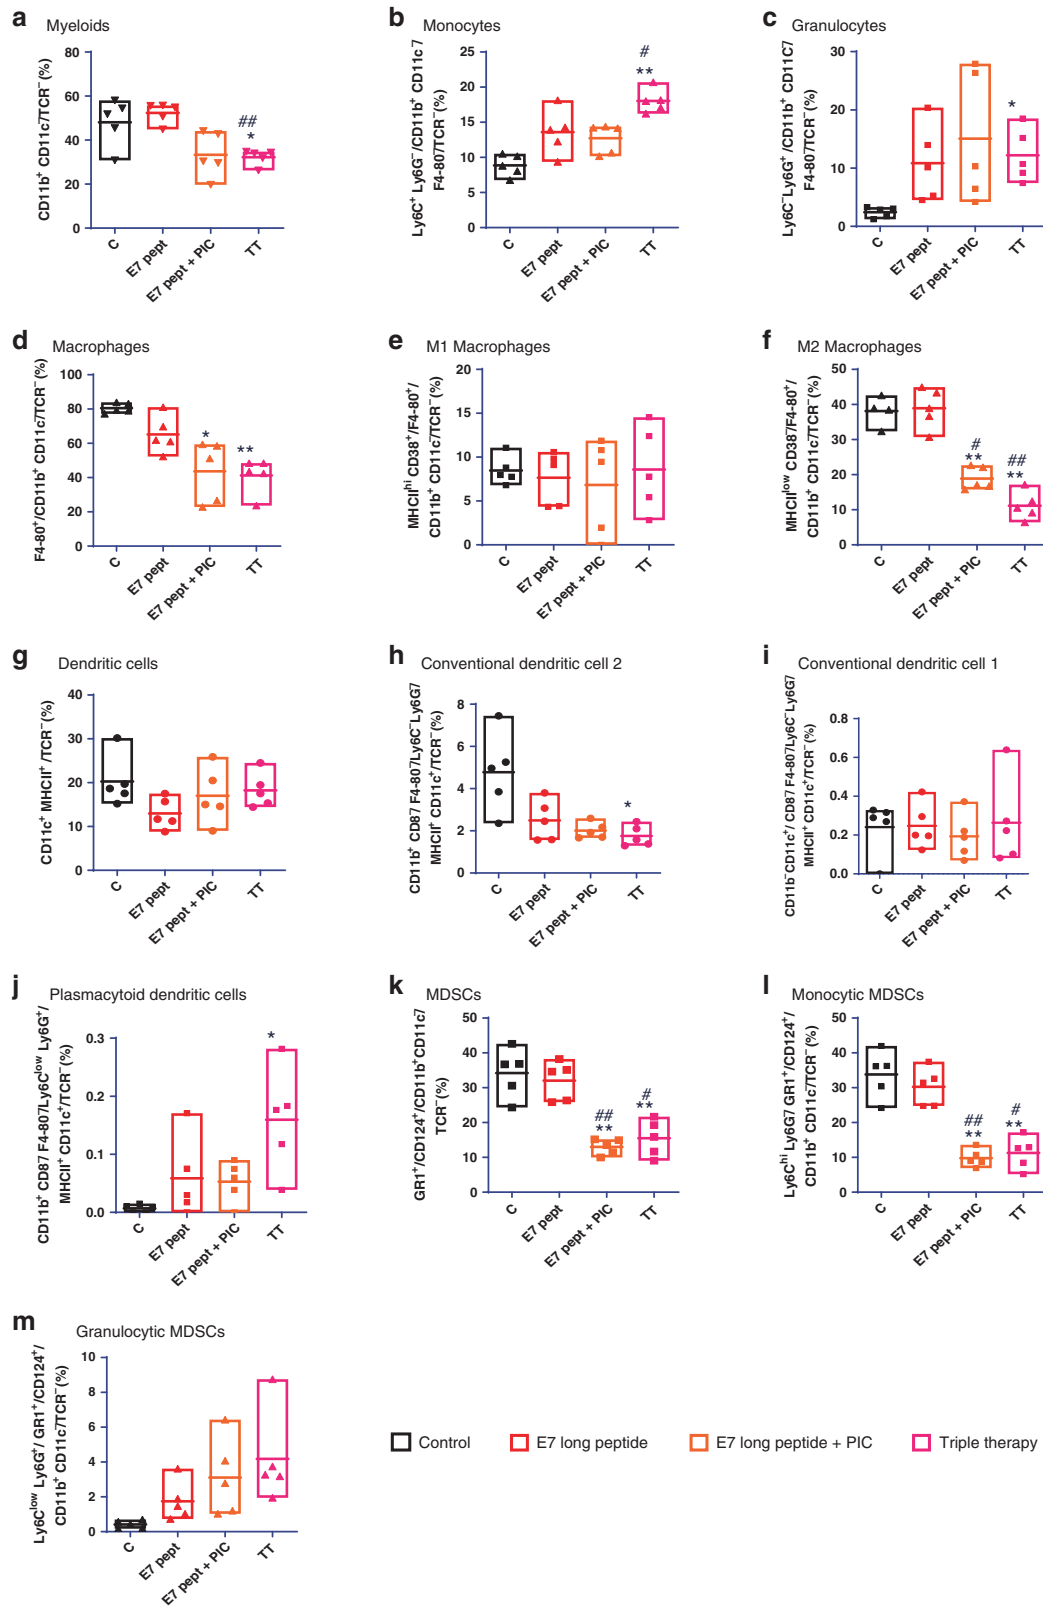 a Myeloids
CD11b+ CD11c-/TCR- (%)
80
60
40
20
0
C
E7 pept
E7 pept + PIC
TT
##
*
b Monocytes
Ly6C+ Ly6G-/CD11b+ CD11c-/
F4-80-/TCR- (%)
25
20
15
10
5
0
C
E7 pept
E7 pept + PIC
TT
#
**
c Granulocytes
Ly6C-Ly6G+/CD11b+ CD11C-/
F4-80-/TCR- (%)
30
20
10
0
C
E7 pept
E7 pept + PIC
TT
*
d Macrophages
F4-80+/CD11b+ CD11c-/TCR- (%)
100
80
60
40
20
0
C
E7 pept
E7 pept + PIC
TT
*
**
e M1 Macrophages
MHCIIhi CD38+/F4-80+/
CD11b+ CD11c-/TCR- (%)
20
15
10
5
0
C
E7 pept
E7 pept + PIC
TT
f M2 Macrophages
MHCIIlow CD38-/F4-80+/
CD11b+ CD11c-/TCR- (%)
50
40
30
20
10
0
C
E7 pept
E7 pept + PIC
TT
#
**
##
**
g Dendritic cells
CD11c+ MHCII+ /TCR- (%)
40
30
20
10
0
C
E7 pept
E7 pept + PIC
TT
h Conventional dendritic cell 2
CD11b+ CD8-/ F4-80-/Ly6C-Ly6G-/
MHCII+ CD11c+/TCR- (%)
8
6
4
2
0
C
E7 pept
E7 pept + PIC
TT
*
i Conventional dendritic cell 1
CD11b-CD11c+/ CD8-/ F4-80-/Ly6C-Ly6G-/
MHCII+ CD11c+/TCR- (%)
0.8
0.6
0.4
0.2
0.0
C
E7 pept
E7 pept + PIC
TT
j Plasmacytoid dendritic cells
CD11b+ CD8-/ F4-80-/Ly6Clow Ly6G+/
MHCII+ CD11c+/TCR- (%)
0.3
0.2
0.1
0.0
C
E7 pept
E7 pept + PIC
TT
*
k MDSCs
GR1+/CD124+/CD11b+CD11c-/
TCR- (%)
50
40
30
20
10
0
C
E7 pept
E7 pept + PIC
TT
##
**
#
**
l Monocytic MDSCs
Ly6Chi Ly6G-/ GR1+/CD124+/
CD11b+ CD11c-/TCR- (%)
50
40
30
20
10
0
C
E7 pept
E7 pept + PIC
TT
##
**
#
**
m Granulocytic MDSCs
Ly6Clow Ly6G+/ GR1+/CD124+/
CD11b+ CD11c-/TCR- (%)
10
8
6
4
2
0
C
E7 pept
E7 pept + PIC
TT
Control
E7 long peptide
E7 long peptide + PIC
Triple therapy